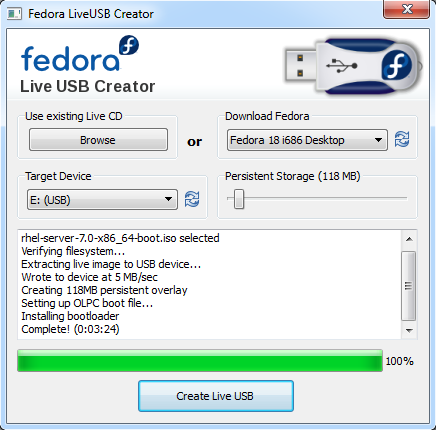 Fedora LiveUSB Creator
fedora
Live USB Creator
Use existing Live CD
Browse
or
Download Fedora
Fedora 18 i686 Desktop
Target Device
E: (USB)
Persistent Storage (118 MB)
rhel-server-7.0-x86_64-boot.iso selected
Verifying filesystem...
Extracting live image to USB device...
Wrote to device at 5 MB/sec
Creating 118MB persistent overlay
Setting up OLPC boot file...
Installing bootloader
Complete! (0:03:24)
100%
Create Live USB